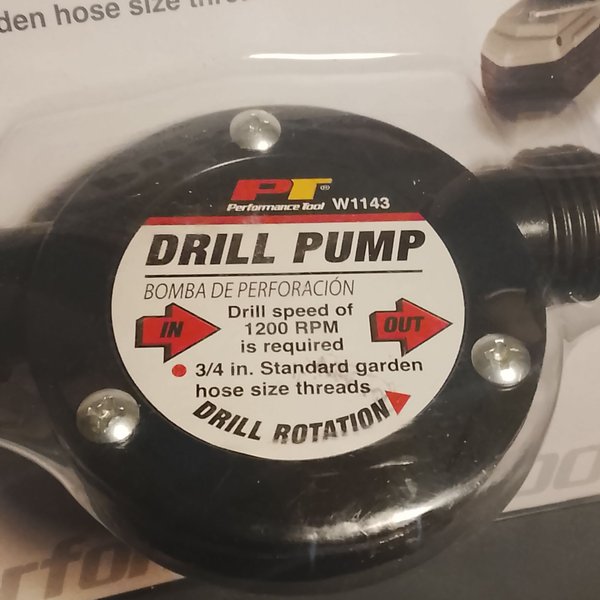 den hose size
PT®
Performance Tool W1143
DRILL PUMP
BOMBA DE PERFORACIÓN
IN
Drill speed of
1200 RPM
is required
OUT
3/4 in. Standard garden
hose size threads
DRILL ROTATION